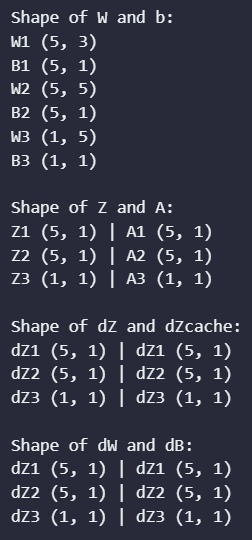 Shape of W and b:
W1 (5, 3)
B1 (5, 1)
W2 (5, 5)
B2 (5, 1)
W3 (1, 5)
B3 (1, 1)
Shape of Z and A:
Z1 (5, 1) | A1 (5, 1)
Z2 (5, 1) | A2 (5, 1)
Z3 (1, 1) | A3 (1, 1)
Shape of dZ and dZcache:
dZ1 (5, 1) | dZ1 (5, 1)
dZ2 (5, 1) | dZ2 (5, 1)
dZ3 (1, 1) | dZ3 (1, 1)
Shape of dW and dB:
dZ1 (5, 1) | dZ1 (5, 1)
dZ2 (5, 1) | dZ2 (5, 1)
dZ3 (1, 1) | dZ3 (1, 1)